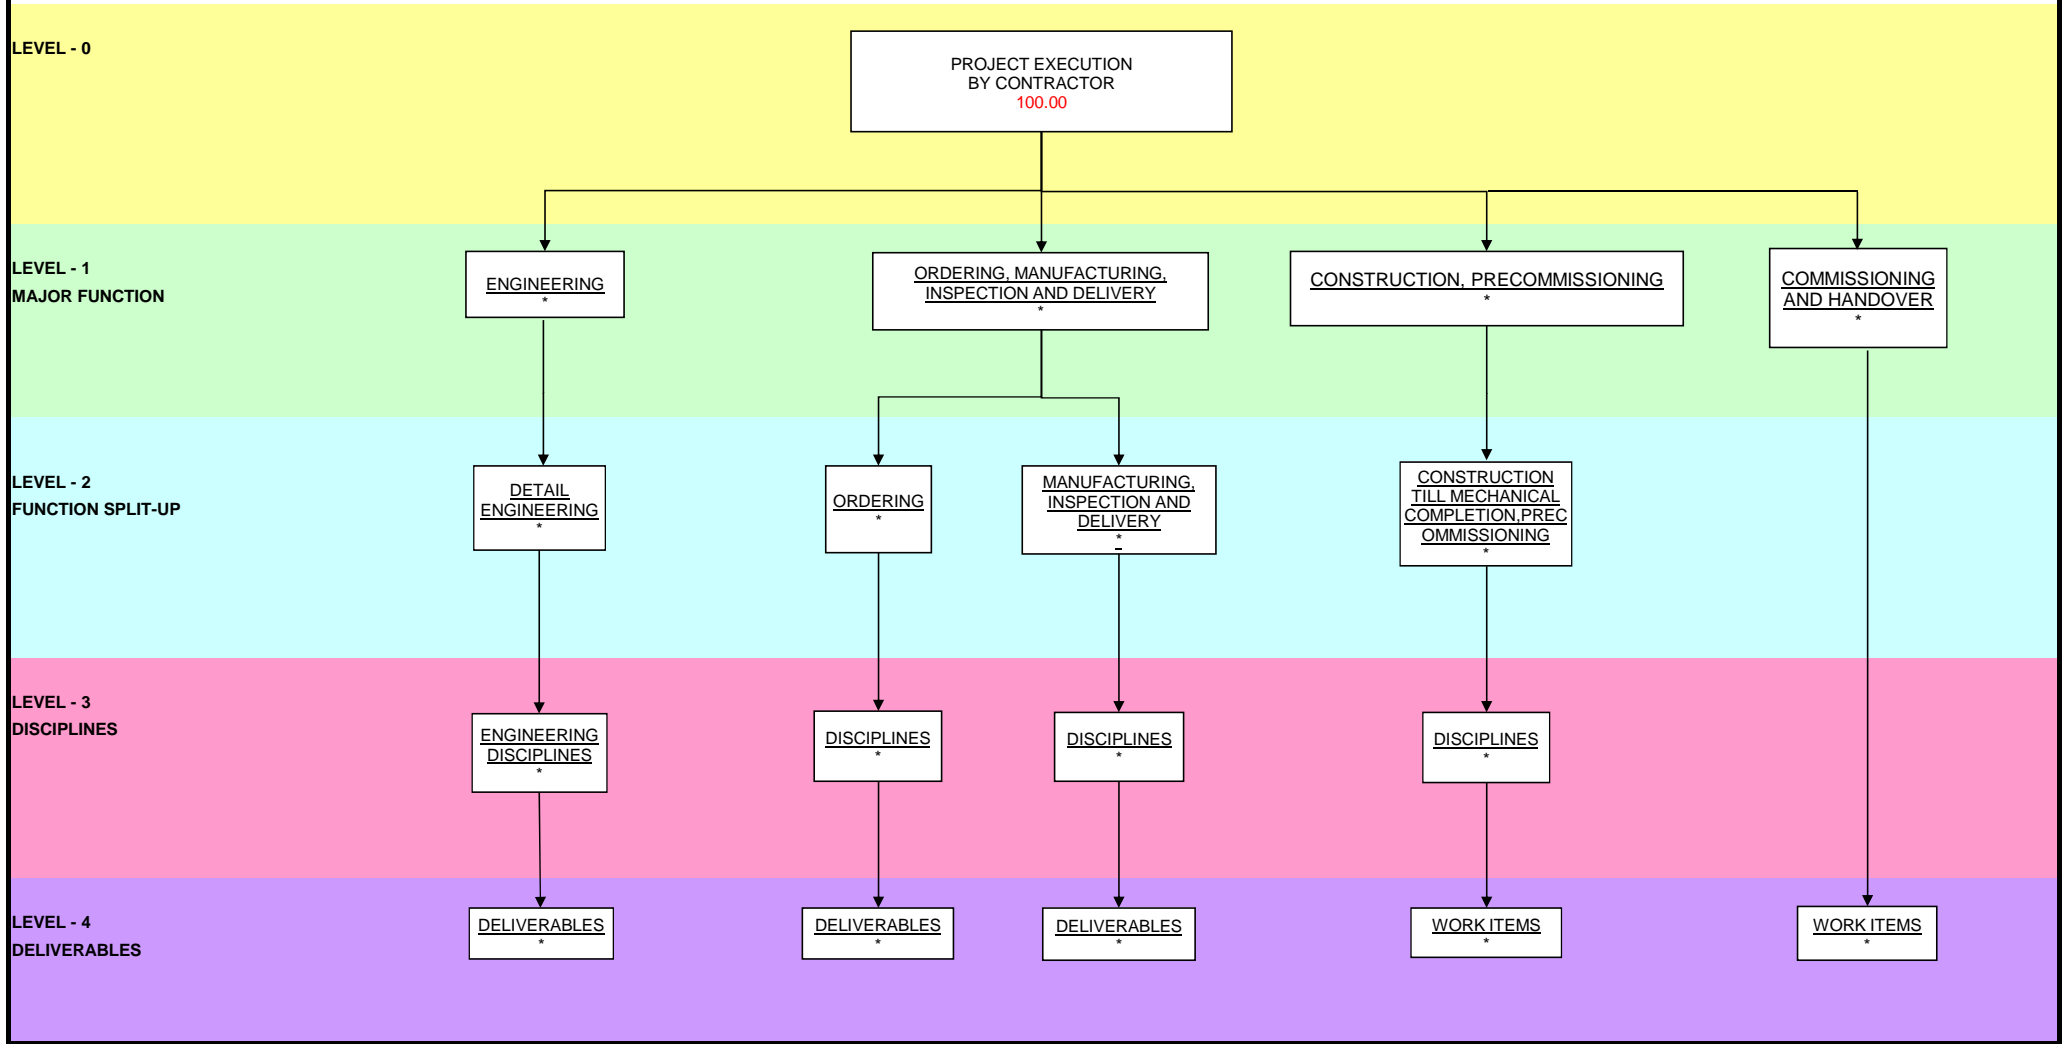 LEVEL - 0
PROJECT EXECUTION
BY CONTRACTOR
100.00
LEVEL - 1
MAJOR FUNCTION
ENGINEERING
*
ORDERING, MANUFACTURING,
INSPECTION AND DELIVERY
*
CONSTRUCTION, PRECOMMISSIONING
*
COMMISSIONING
AND HANDOVER
*
LEVEL - 2
FUNCTION SPLIT-UP
DETAIL
ENGINEERING
*
ORDERING
*
MANUFACTURING,
INSPECTION AND
DELIVERY
*
CONSTRUCTION
TILL MECHANICAL
COMPLETION,PREC
OMMISSIONING
*
LEVEL - 3
DISCIPLINES
ENGINEERING
DISCIPLINES
*
DISCIPLINES
*
DISCIPLINES
*
DISCIPLINES
*
LEVEL - 4
DELIVERABLES
DELIVERABLES
*
DELIVERABLES
*
DELIVERABLES
*
WORK ITEMS
*
WORK ITEMS
*